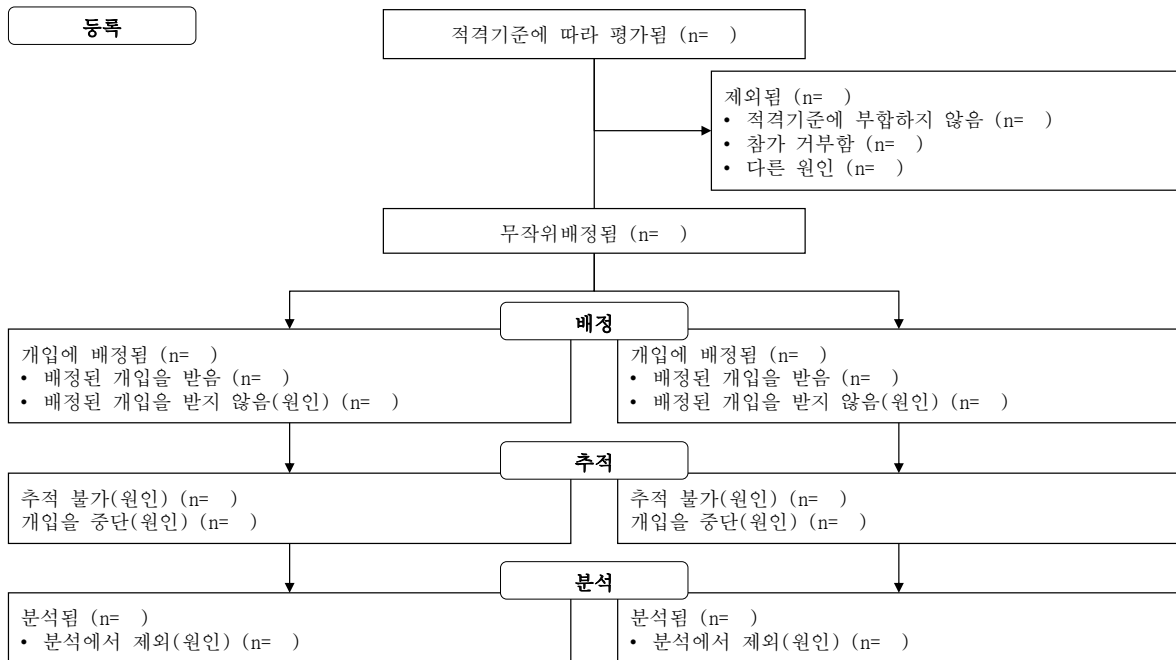 등록
적격기준에 따라 평가됨 (n=  )
제외됨 (n=  )
• 적격기준에 부합하지 않음 (n=  )
• 참가 거부함 (n=  )
• 다른 원인 (n=  )
무작위배정됨 (n=  )
배정
개입에 배정됨 (n=  )
• 배정된 개입을 받음 (n=  )
• 배정된 개입을 받지 않음(원인) (n=  )
개입에 배정됨 (n=  )
• 배정된 개입을 받음 (n=  )
• 배정된 개입을 받지 않음(원인) (n=  )
추적
추적 불가(원인) (n=  )
개입을 중단(원인) (n=  )
추적 불가(원인) (n=  )
개입을 중단(원인) (n=  )
분석
분석됨 (n=  )
• 분석에서 제외(원인) (n=  )
분석됨 (n=  )
• 분석에서 제외(원인) (n=  )